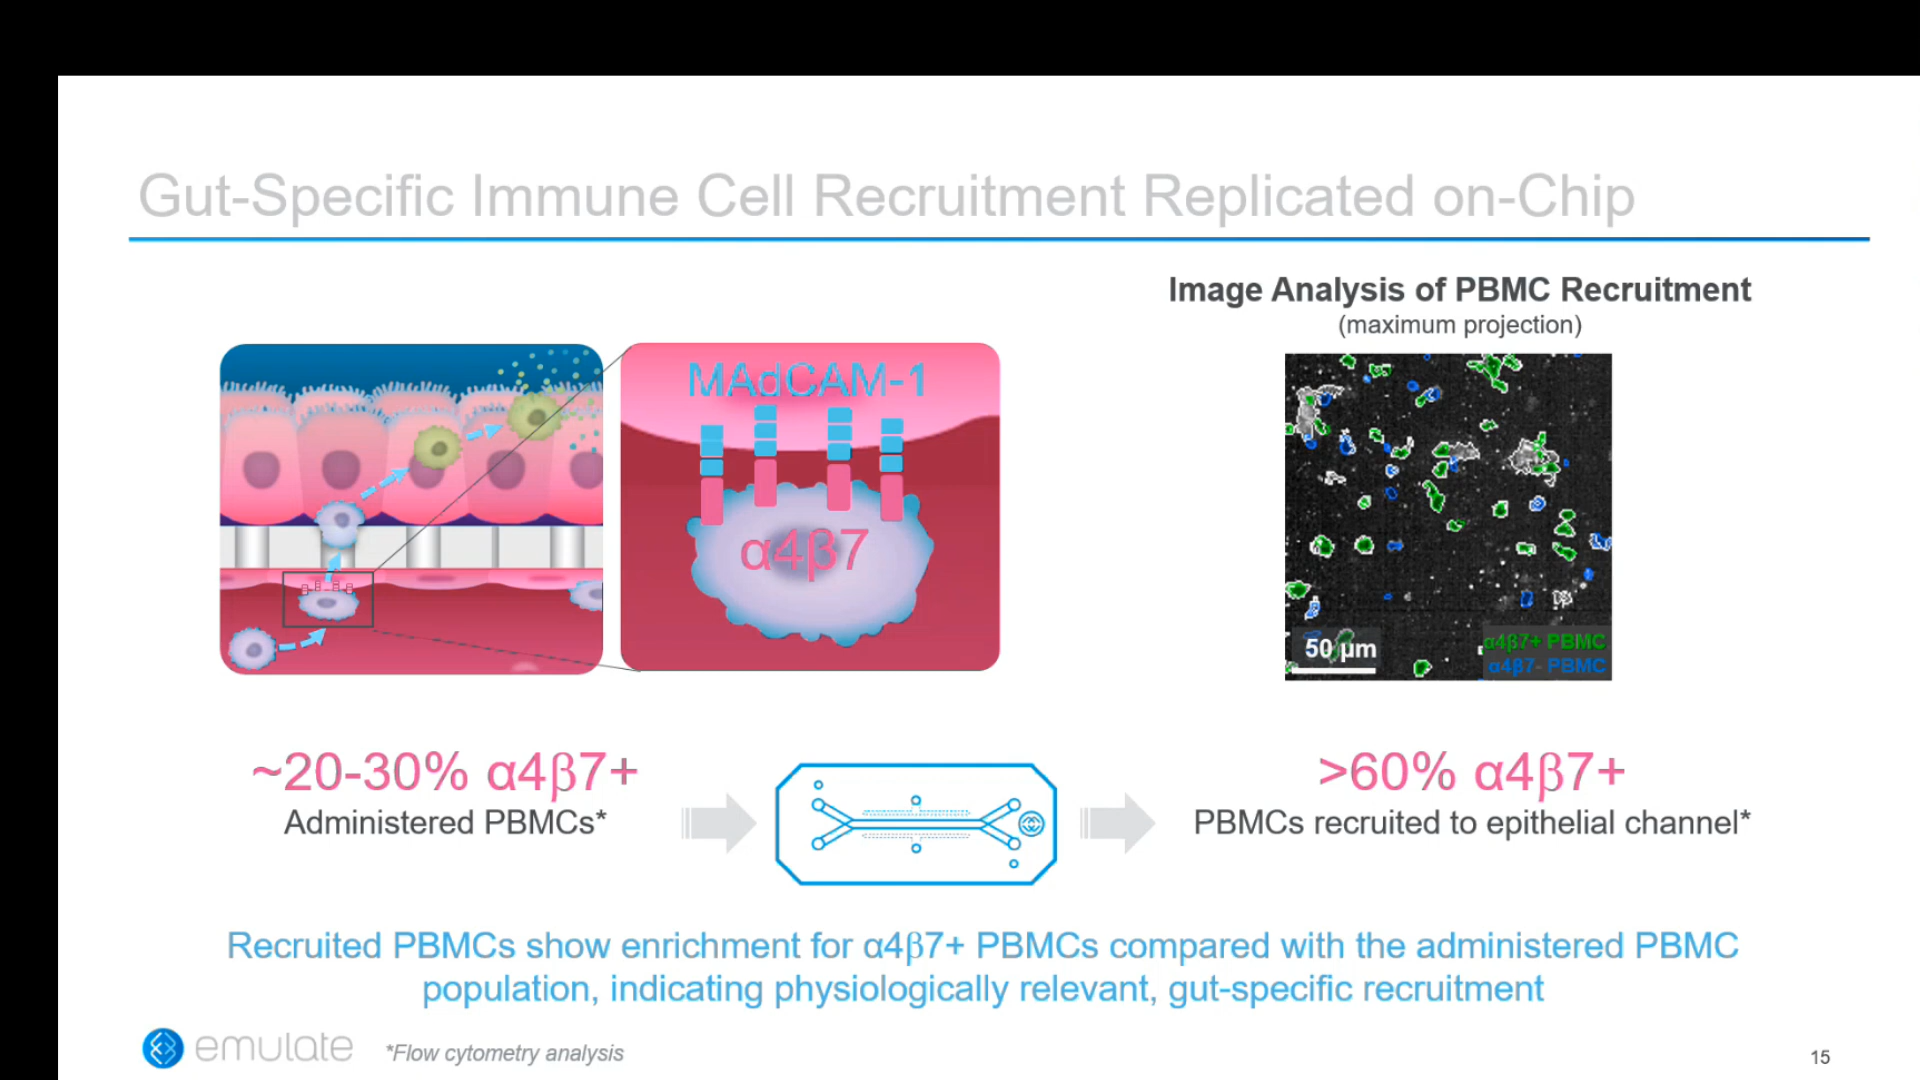 Gut-Specific Immune Cell Recruitment Replicated on-Chip
Image Analysis of PBMC Recruitment
(maximum projection)
MAdCAM-1
α4β7
50 µm
α4β7+ PBMC
α4β7- PBMC
~20-30% α4β7+
Administered PBMCs*
>60% α4β7+
PBMCs recruited to epithelial channel*
Recruited PBMCs show enrichment for α4β7+ PBMCs compared with the administered PBMC
population, indicating physiologically relevant, gut-specific recruitment
emulate
*Flow cytometry analysis
15